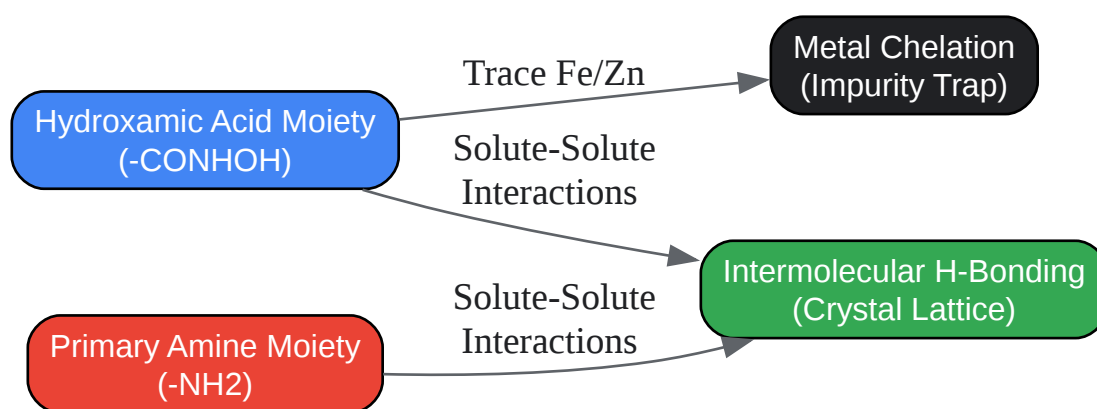 Metal Chelation
(Impurity Trap)
Trace Fe/Zn
Hydroxamic Acid Moiety
(-CONHOH)
Solute-Solute
Interactions
Intermolecular H-Bonding
(Crystal Lattice)
Solute-Solute
Interactions
Primary Amine Moiety
(-NH2)